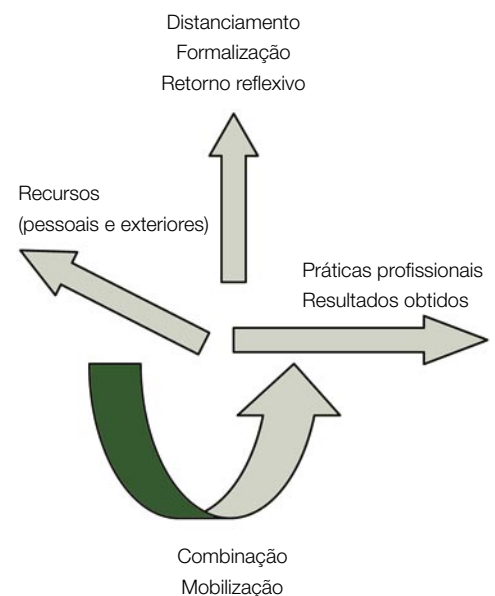 Distanciamento
Formalização
Retorno reflexivo
Recursos
(pessoais e exteriores)
Práticas profissionais
Resultados obtidos
Combinação
Mobilização